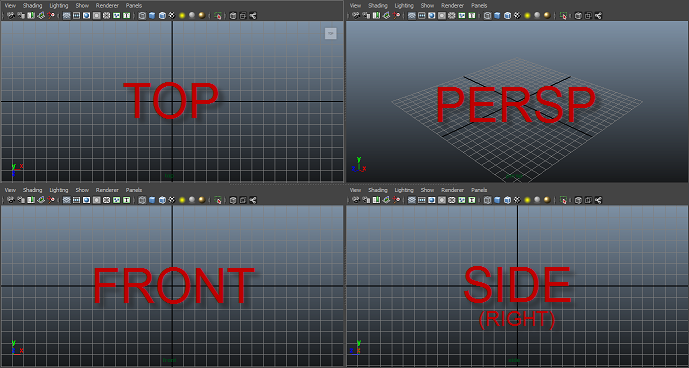 View Shading Lighting Show Renderer Panels
View Shading Lighting Show Renderer Panels
TOP
PERSP
View Shading Lighting Show Renderer Panels
View Shading Lighting Show Renderer Panels
FRONT
SIDE
(RIGHT)